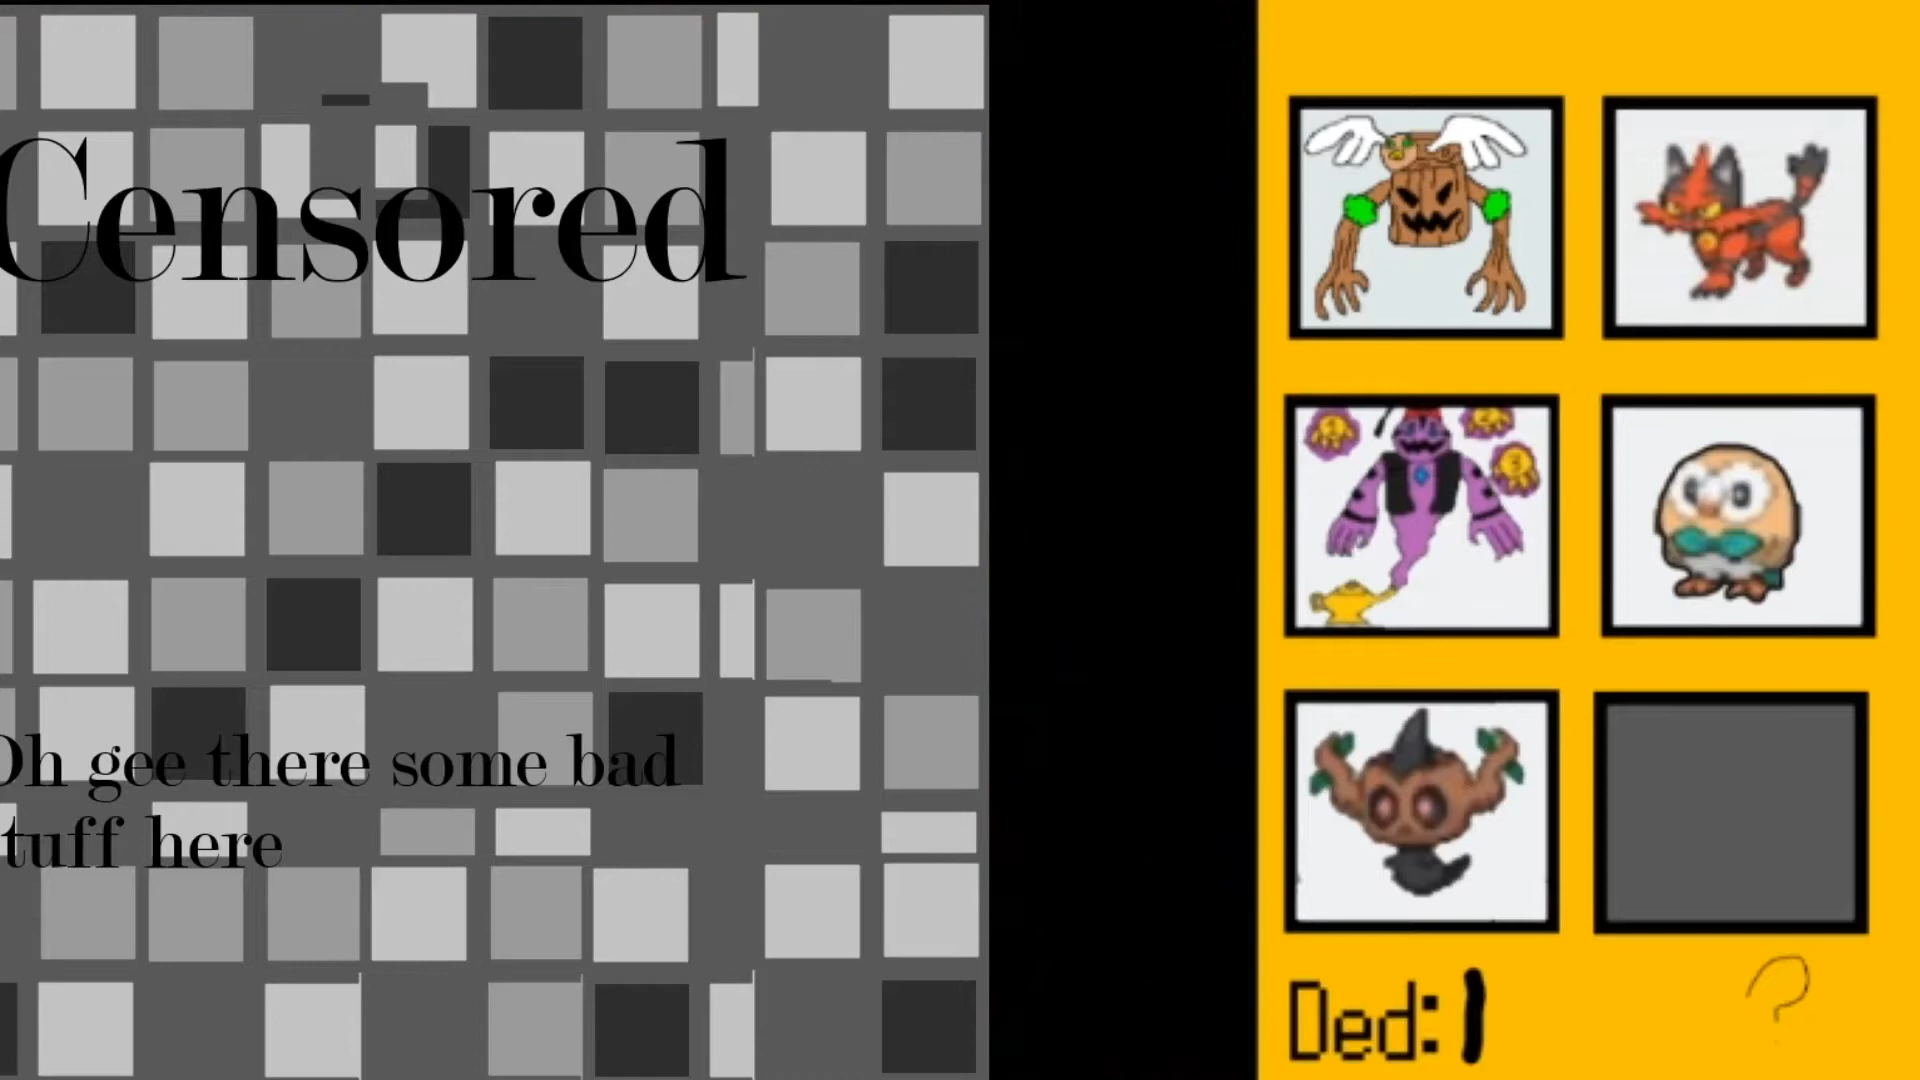 Censored
Oh gee there some bad
tuff here
Ded: 1
?